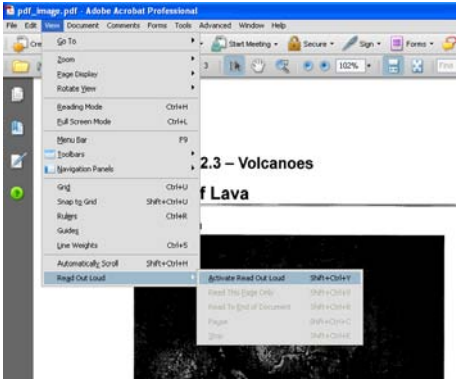 pdf_image.pdf - Adobe Acrobat Professional
File Edit View Document Comments Forms Tools Advanced Window Help
Start Meeting Secure Sign Forms
102% Find
Go To
Zoom
Page Display
Rotate View
Reading Mode Ctrl+H
Full Screen Mode Ctrl+L
Menu Bar F9
Toolbars
Navigation Panels
Grid Ctrl+U
Snap to Grid Shift+Ctrl+U
Rulers Ctrl+R
Guides
Line Weights Ctrl+5
Automatically Scroll Shift+Ctrl+H
Read Out Loud
2.3 – Volcanoes
f Lava
Activate Read Out Loud Shift+Ctrl+Y
Read This Page Only Shift+Ctrl+V
Read To End of Document Shift+Ctrl+B
Pause Shift+Ctrl+C
Stop Shift+Ctrl+E